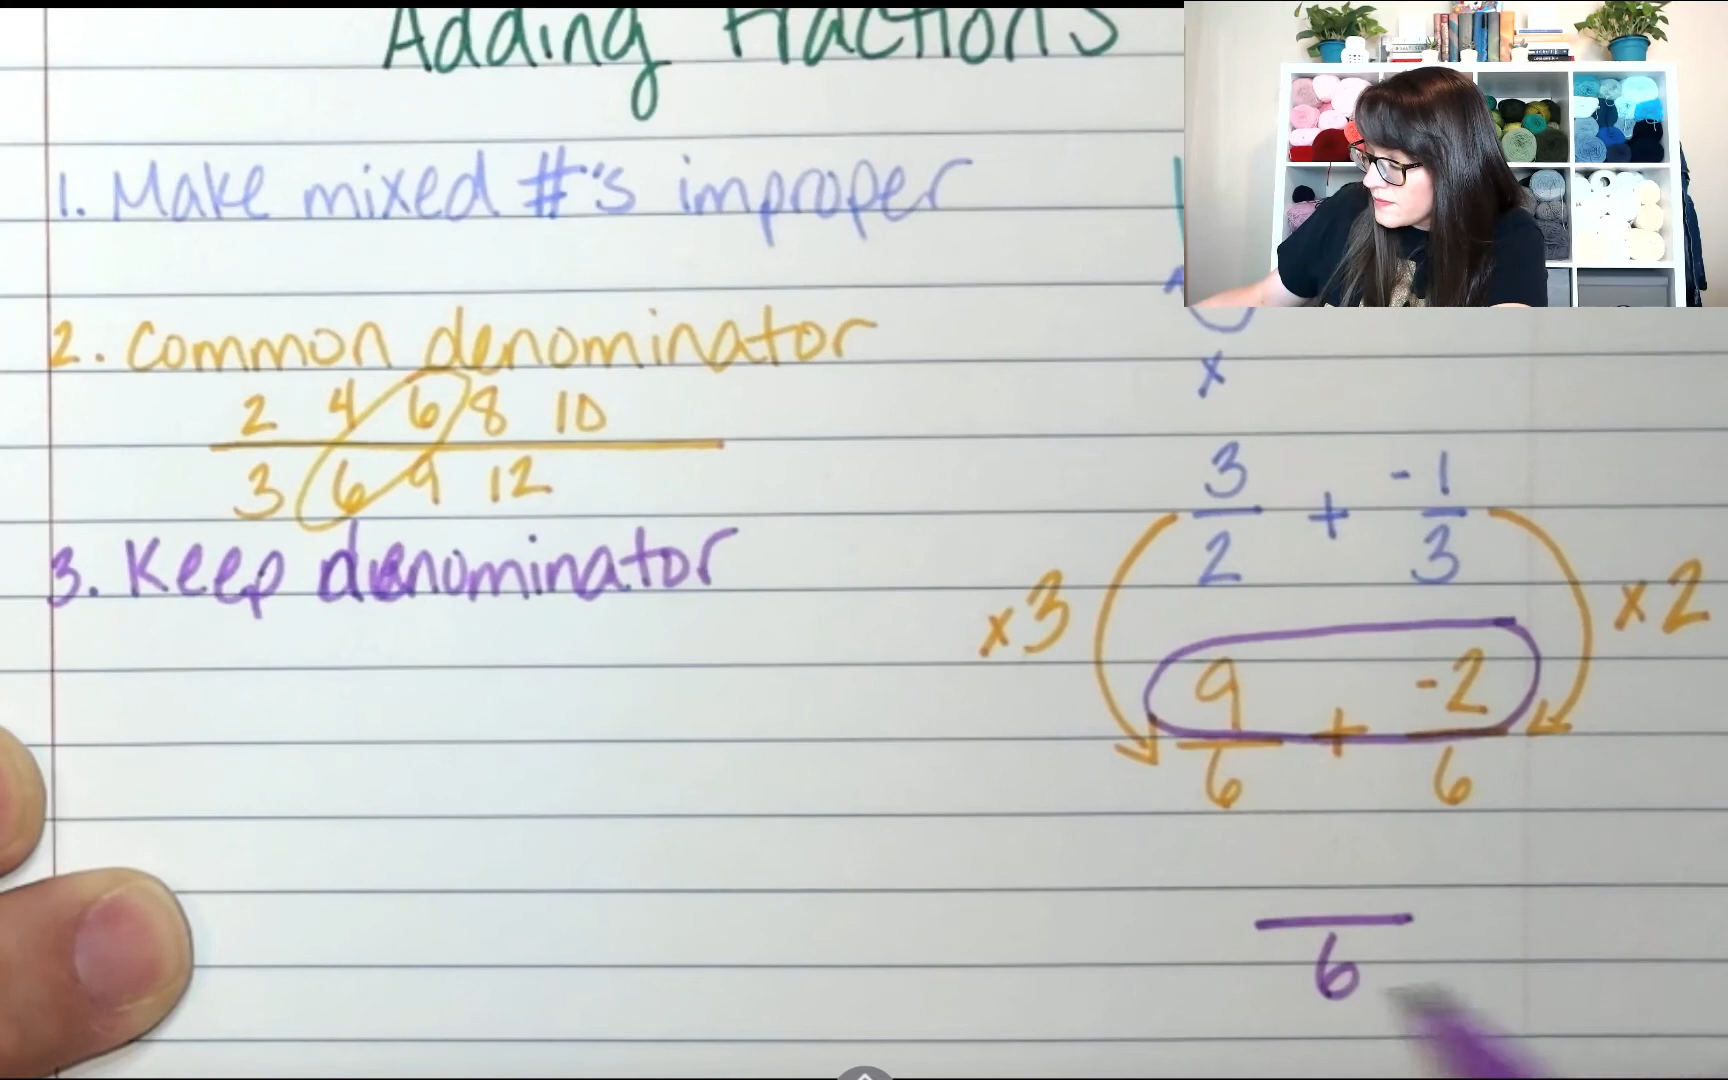 Adding Fractions
1. Make mixed #'s improper
2. Common denominator
2 4 6 8 10
3 6 9 12
3. Keep denominator
x
3/2 + -1/3
x3
x2
9/6 + -2/6
6